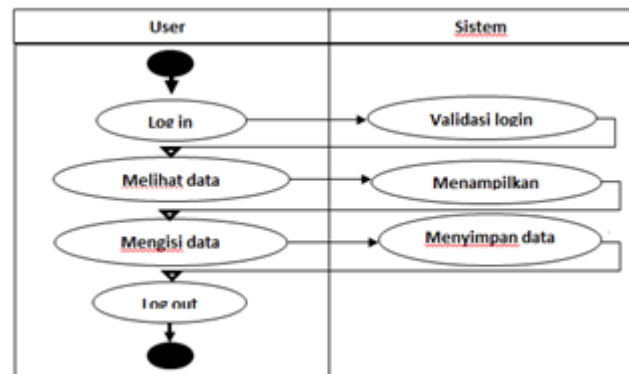 User
Sistem
Log in
Validasi login
Melihat data
Menampilkan
Mengisi data
Menyimpan data
Log out